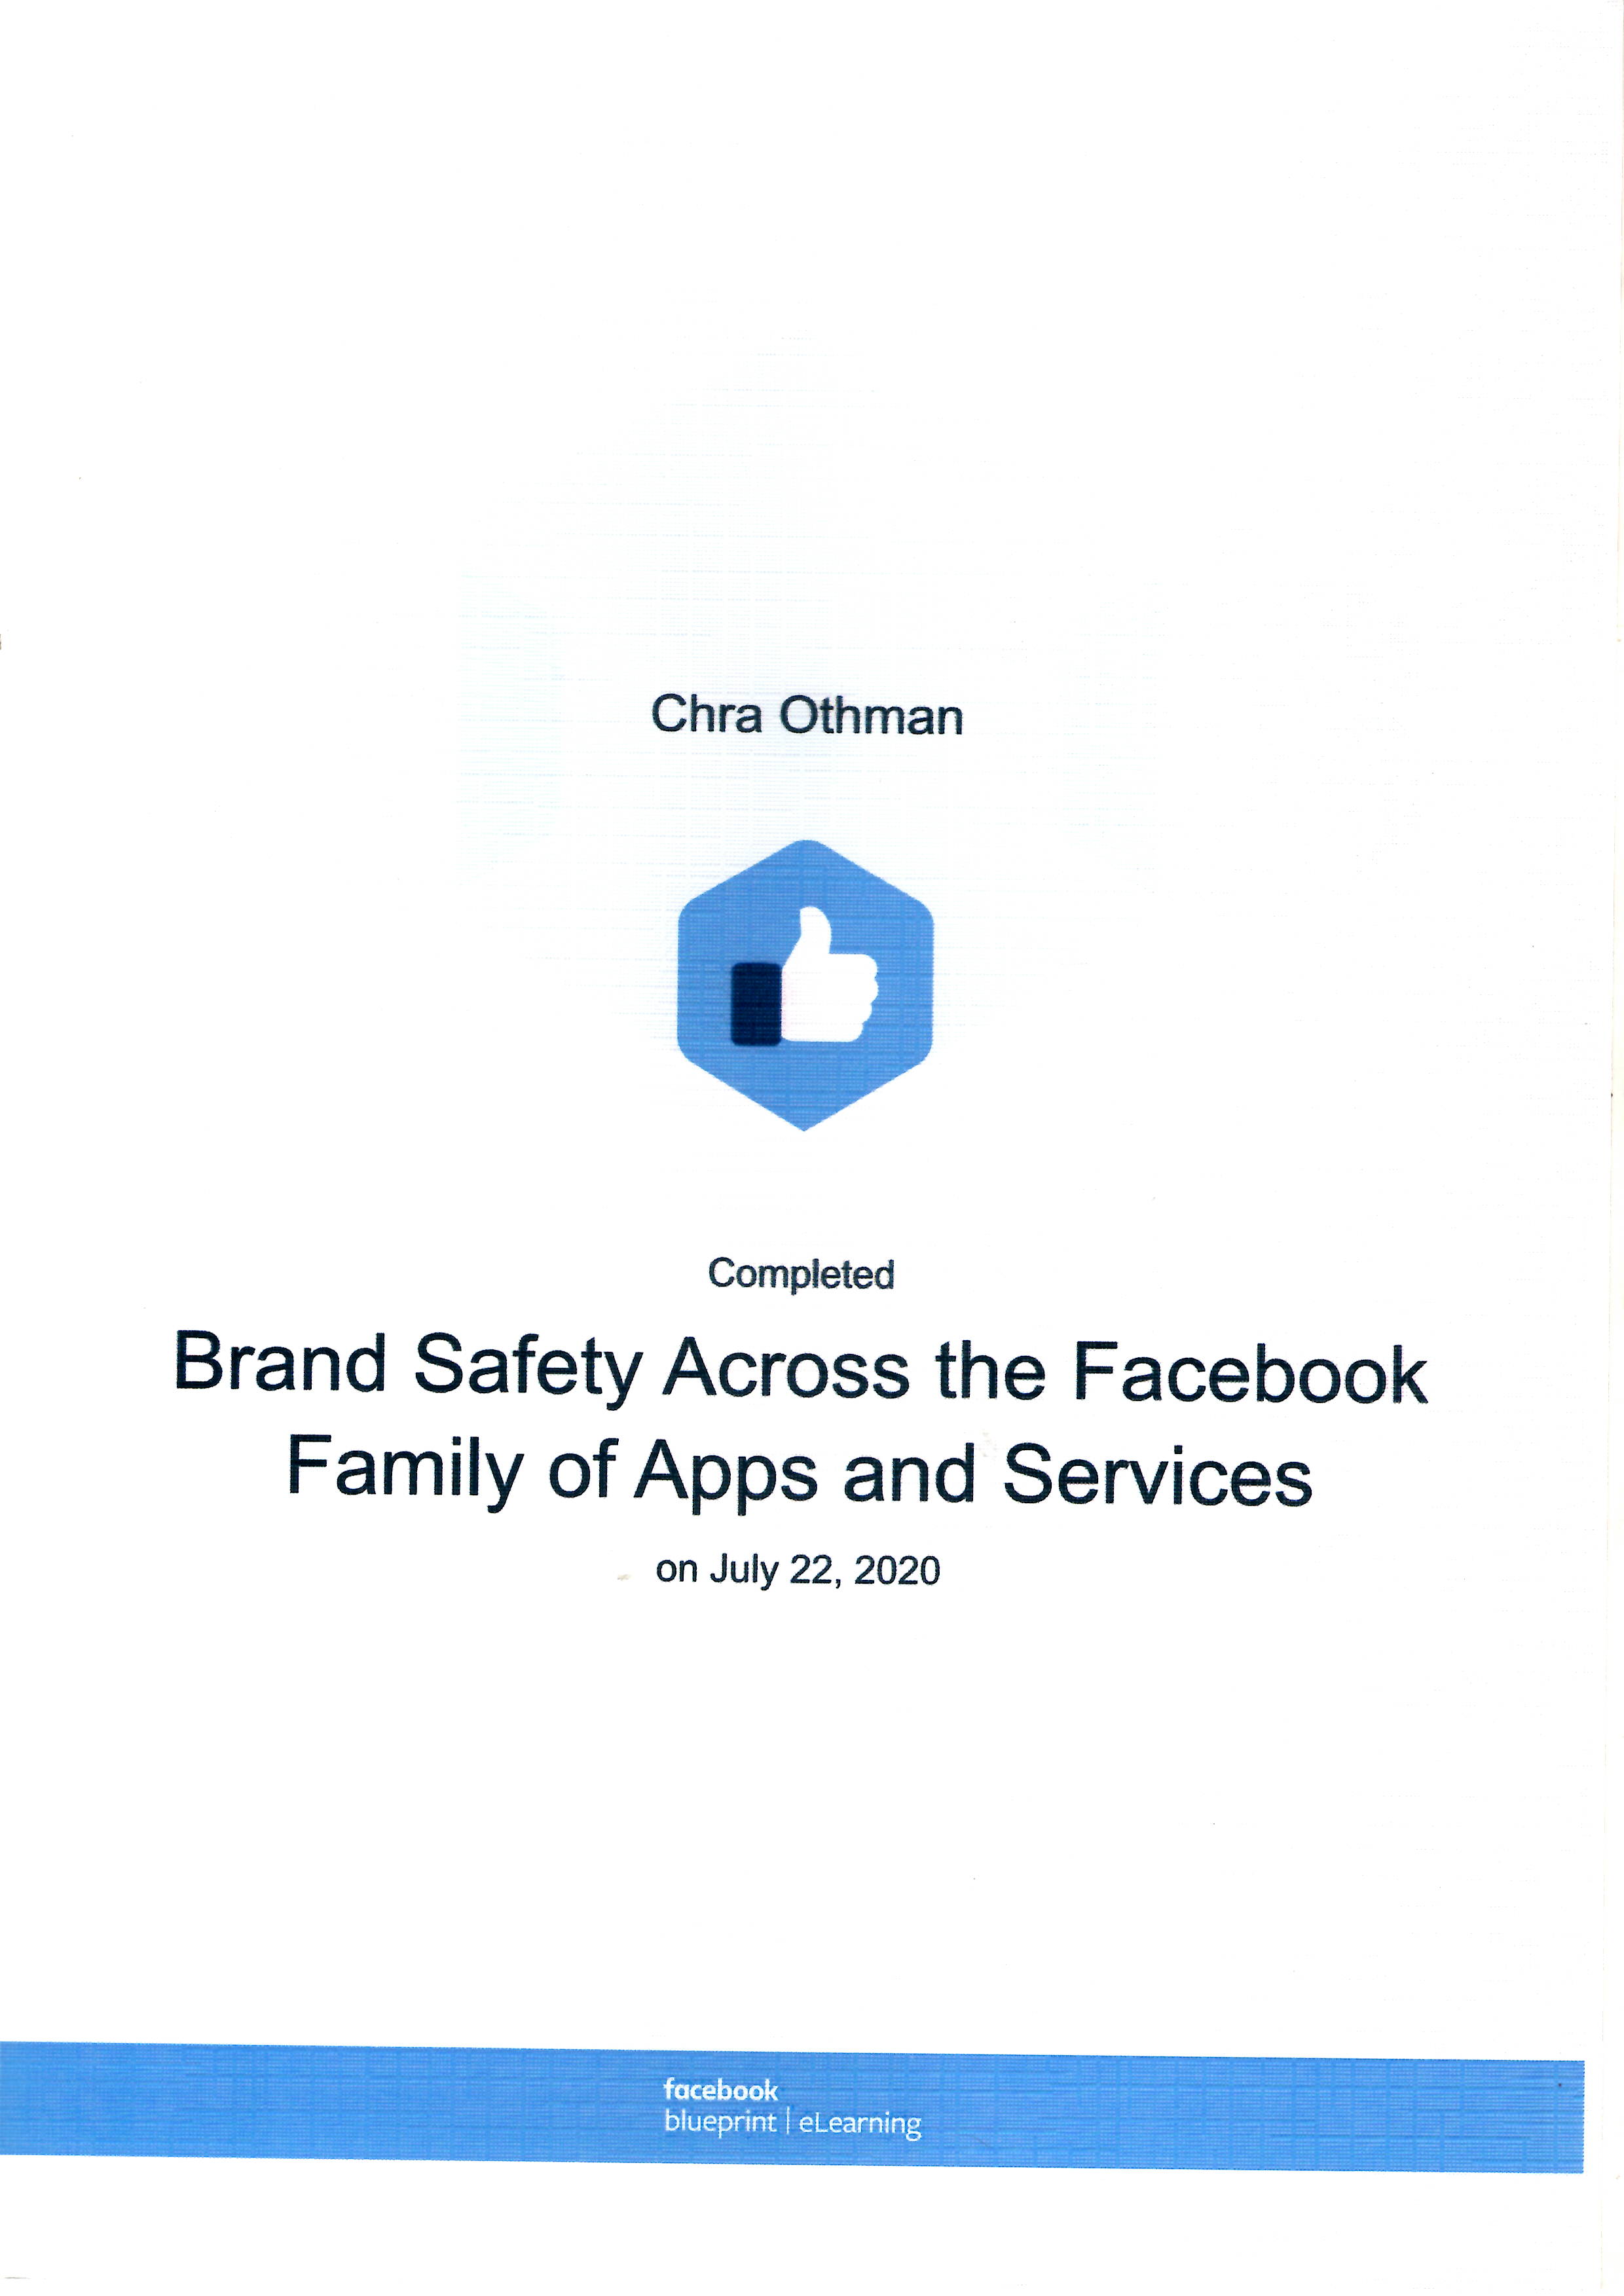 Chra Othman
Completed
Brand Safety Across the Facebook
Family of Apps and Services
on July 22, 2020
facebook
blueprint | eLearning